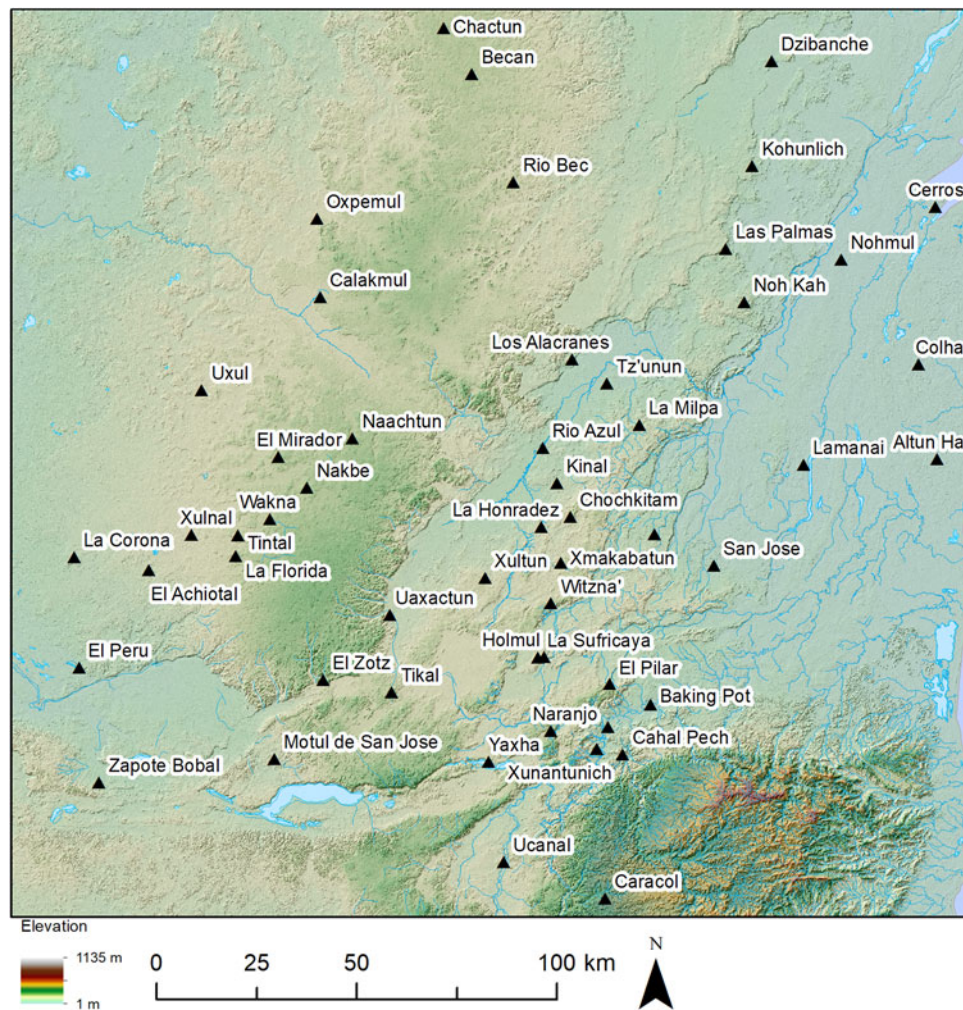 Chactun
Dzibanche
Becan
Kohunlich
Rio Bec
Cerros
Oxpemul
Las Palmas
Nohmul
Calakmul
Noh Kah
Los Alacranes
Colha
Uxul
Tz'unun
La Milpa
Naachtun
Rio Azul
El Mirador
Lamanai
Altun Ha
Nakbe
Kinal
Wakna
Chochkitam
La Honradez
Xulnal
La Corona
Tintal
San Jose
Xultun
Xmakabatun
La Florida
El Achiotal
Witzna'
Uaxactun
Holmul
La Sufricaya
El Peru
El Zotz
El Pilar
Tikal
Baking Pot
Naranjo
Motul de San Jose
Cahal Pech
Yaxha
Zapote Bobal
Xunantunich
Ucanal
Caracol
Elevation
1135 m
1 m
0 25 50 100 km
N